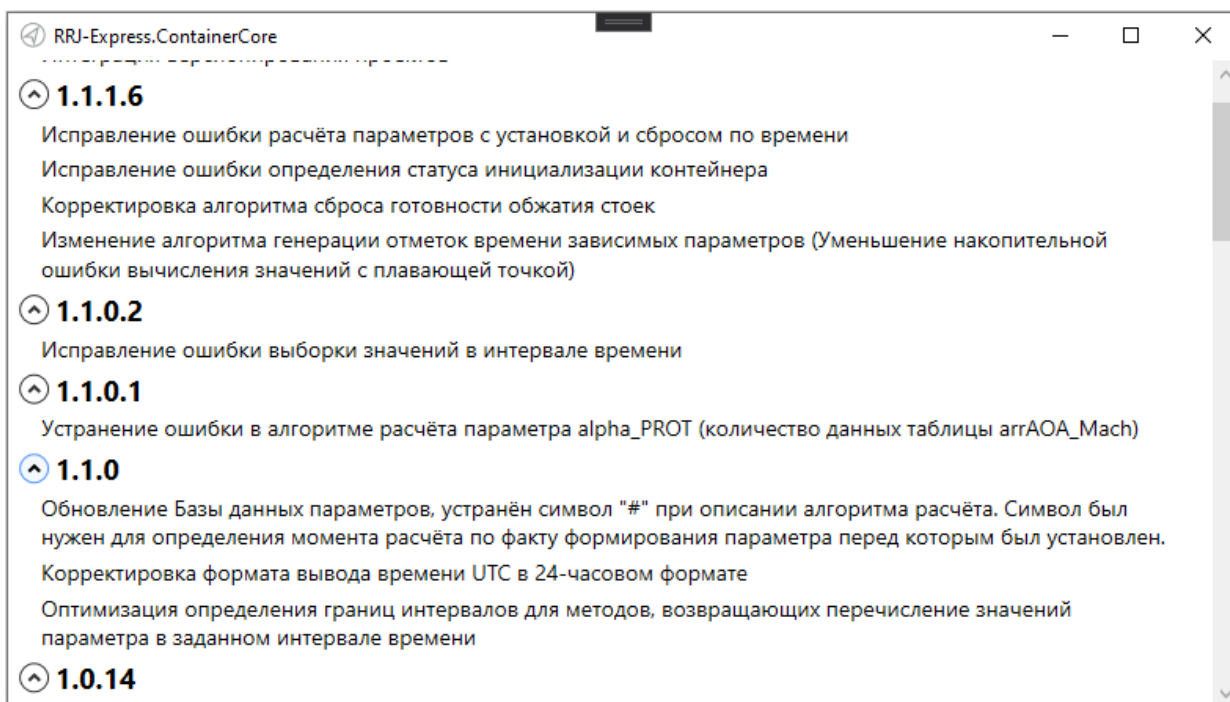 RRJ-Express.ContainerCore
1.1.1.6
Исправление ошибки расчёта параметров с установкой и сбросом по времени
Исправление ошибки определения статуса инициализации контейнера
Корректировка алгоритма сброса готовности обжатия стоек
Изменение алгоритма генерации отметок времени зависимых параметров (Уменьшение накопительной
ошибки вычисления значений с плавающей точкой)
1.1.0.2
Исправление ошибки выборки значений в интервале времени
1.1.0.1
Устранение ошибки в алгоритме расчёта параметра alpha_PROT (количество данных таблицы arrAOA_Mach)
1.1.0
Обновление Базы данных параметров, устранён символ "#" при описании алгоритма расчёта. Символ был
нужен для определения момента расчёта по факту формирования параметра перед которым был установлен.
Корректировка формата вывода времени UTC в 24-часовом формате
Оптимизация определения границ интервалов для методов, возвращающих перечисление значений
параметра в заданном интервале времени
1.0.14